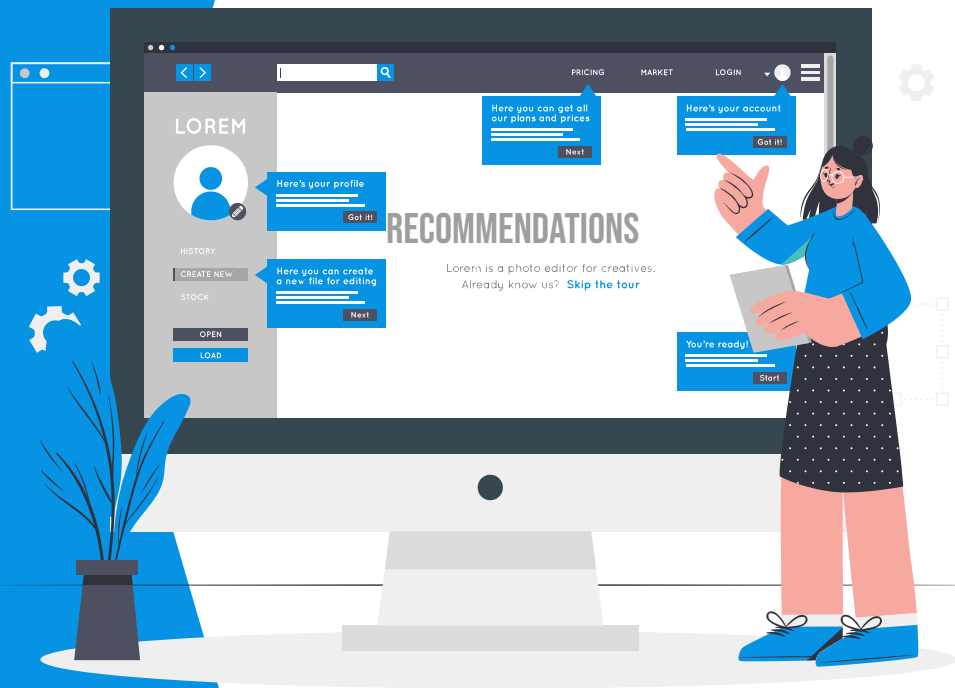 PRICING
MARKET
LOGIN
Here you can get all
our plans and prices
Next
Here's your account
Got it!
LOREM
Here's your profile
Got it!
RECOMMENDATIONS
Lorem is a photo editor for creatives.
Already know us? Skip the tour
HISTORY
CREATE NEW
STOCK
Here you can create
a new file for editing
Next
OPEN
LOAD
You're ready!
Start